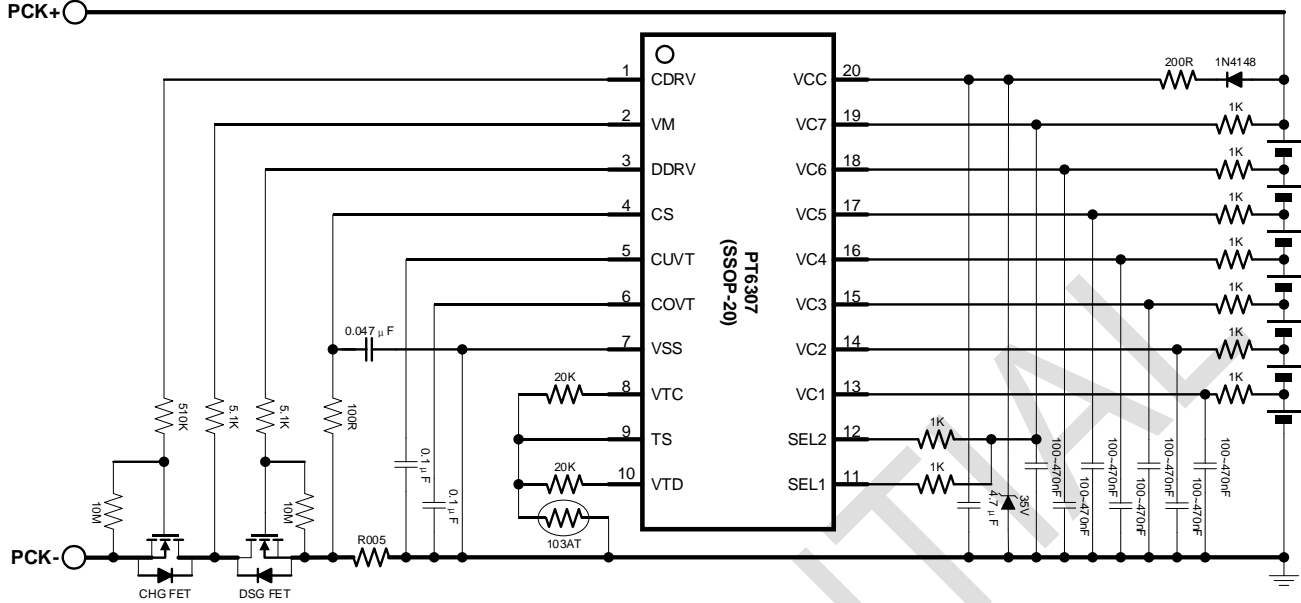 PCK+
1 CDRV VCC 20 200R 1N4148
2 VM VC7 19 1K
3 DDRV VC6 18 1K
4 CS VC5 17 1K
5 CUVT VC4 16 1K
6 COVT VC3 15 1K
PT6307
(SSOP-20)
0.047μF
7 VSS VC2 14 1K
20K
8 VTC VC1 13 1K
9 TS SEL2 12 1K
20K
10 VTD SEL1 11 1K
510K
5.1K
5.1K
100R
0.1μF
0.1μF
10M
10M
103AT
4.7μF
35V
100~470nF
100~470nF
100~470nF
100~470nF
100~470nF
100~470nF
100~470nF
PCK-
R005
CHG FET
DSG FET